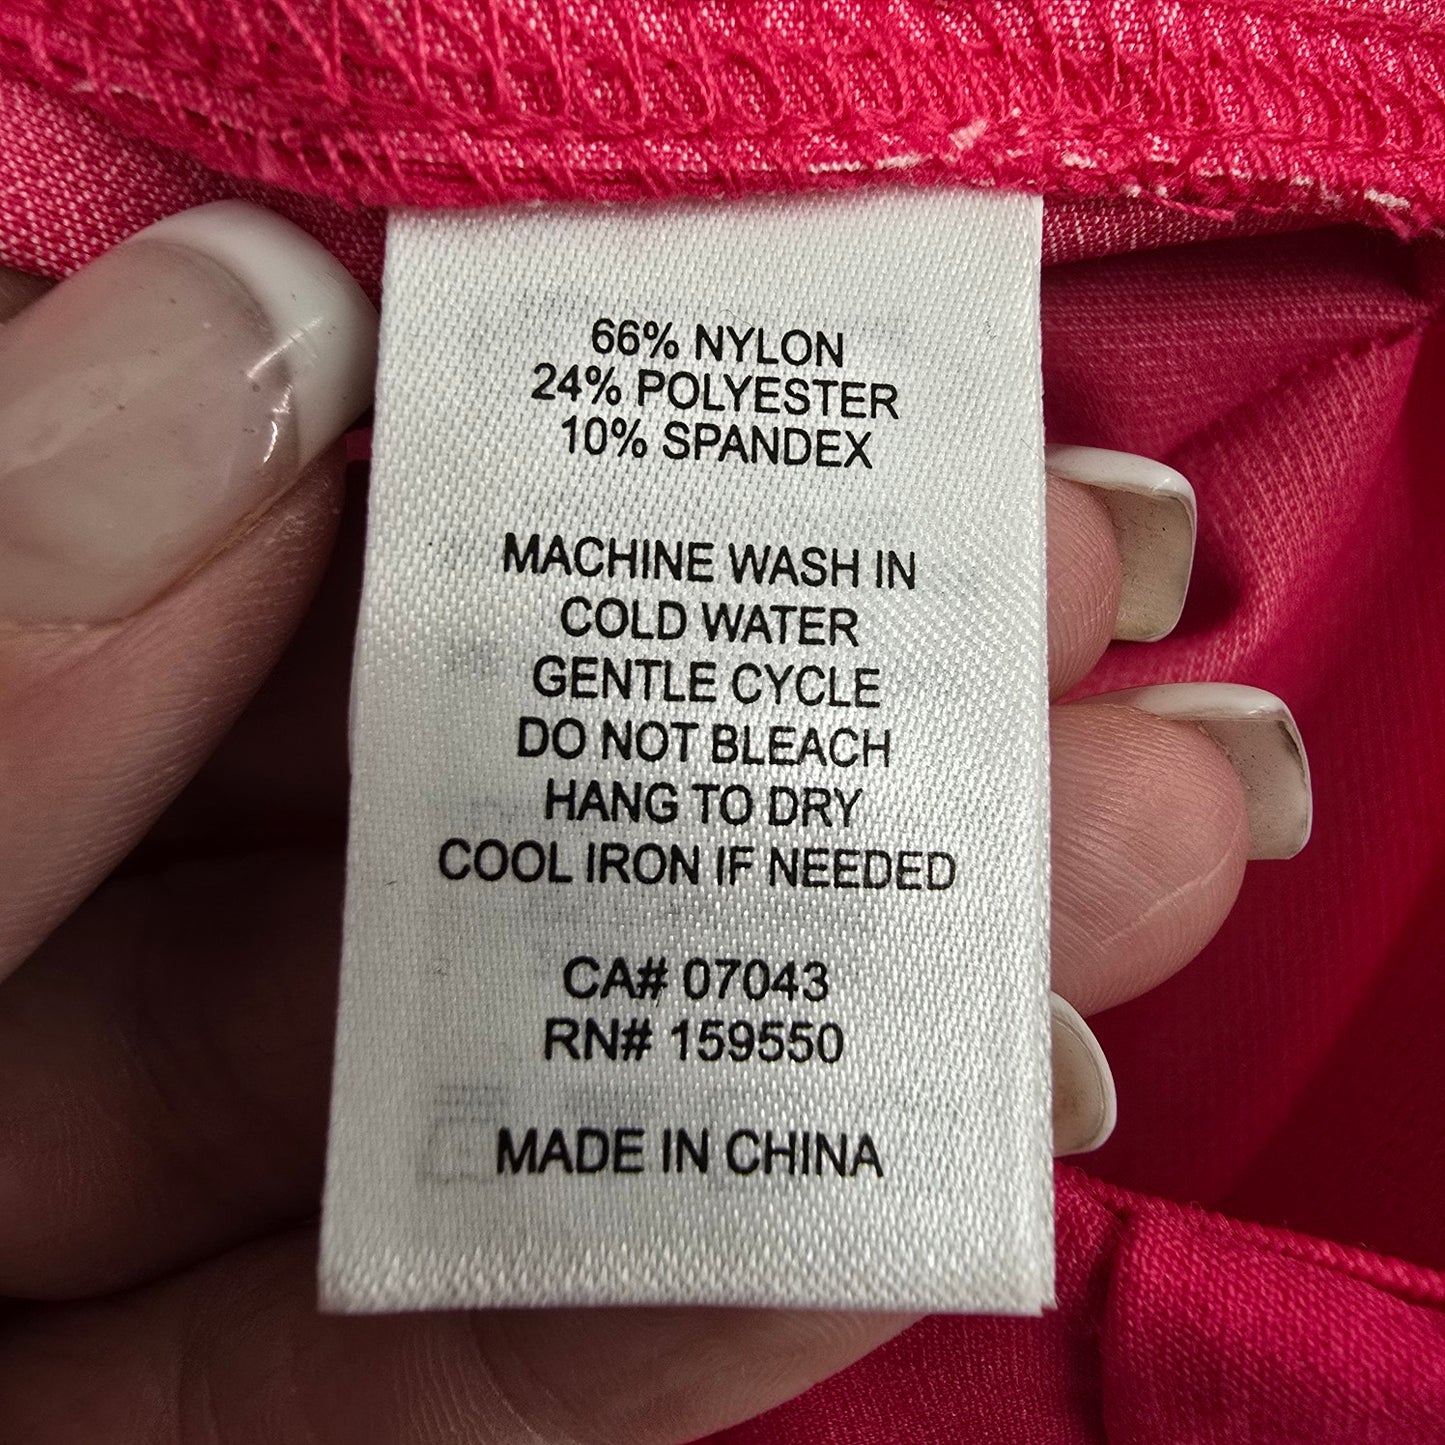 66% NYLON
24% POLYESTER
10% SPANDEX
MACHINE WASH IN
COLD WATER
GENTLE CYCLE
DO NOT BLEACH
HANG TO DRY
COOL IRON IF NEEDED
CA# 07043
RN# 159550
MADE IN CHINA